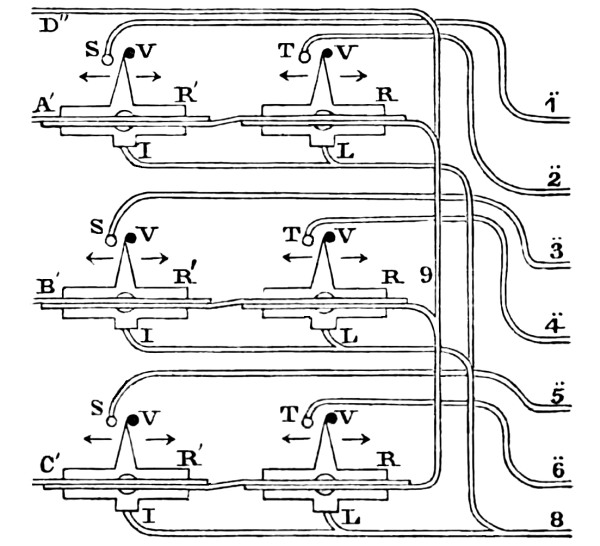 D"
S V T V
A' R' R 1̈
I L 2̈
S V T V 3̈
B' R' R 9
I L 4̈
S V T V 5̈
C' R' R 6̈
I L 8